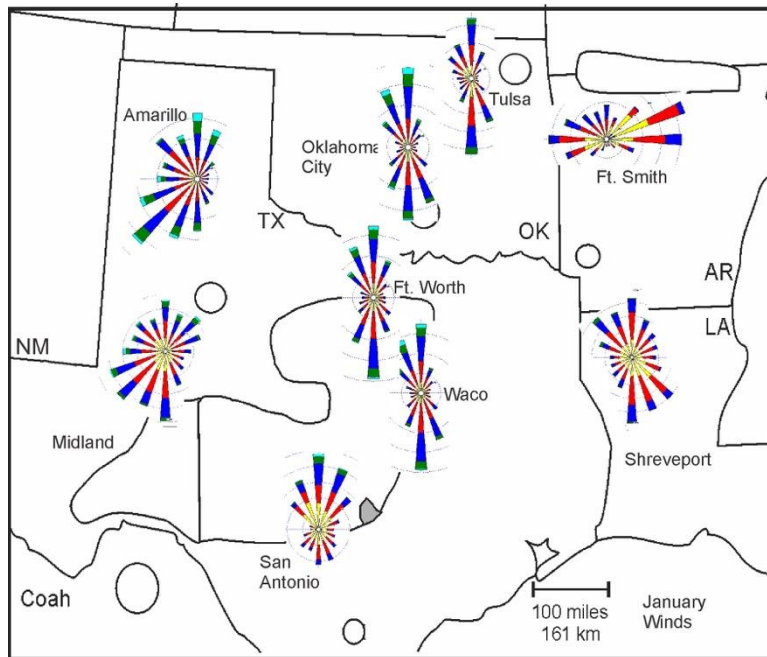 Amarillo
Tulsa
Oklahoma
City
Ft. Smith
TX
OK
AR
Ft. Worth
LA
NM
Waco
Midland
Shreveport
San
Antonio
Coah
100 miles
161 km
January
Winds